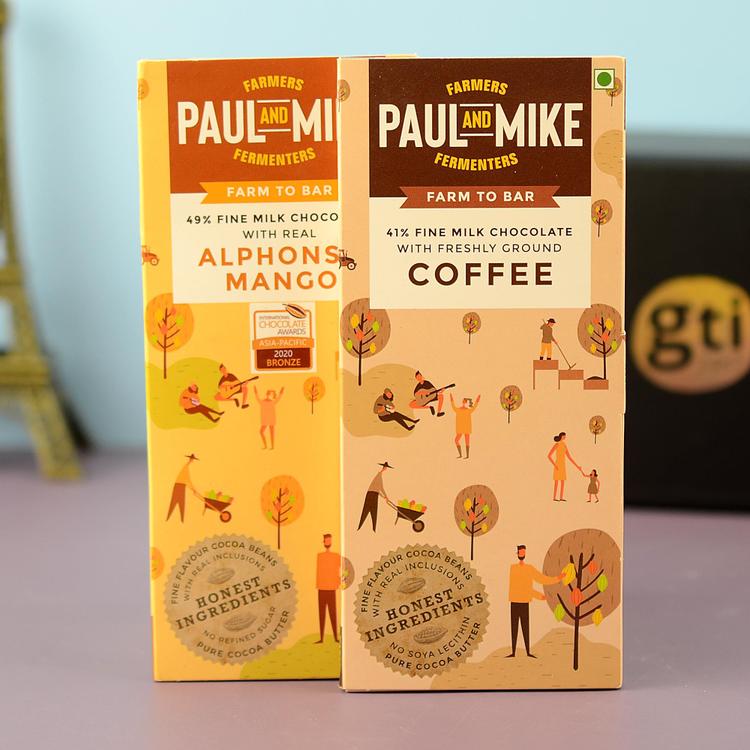 FARMERS
PAUL AND MI
FERMENTERS
FARM TO BAR
49% FINE MILK CHOCO
WITH REAL
ALPHONS
MANGO
INTERNATIONAL
CHOCOLATE
AWARDS
ASIA-PACIFIC
2020
BRONZE
FINE FLAVOUR COCOA BEANS
WITH REAL INCLUSIONS
HONEST
INGREDIENTS
NO REFINED SUGAR
PURE COCOA BUTTER
FARMERS
PAUL AND MIKE
FERMENTERS
FARM TO BAR
41% FINE MILK CHOCOLATE
WITH FRESHLY GROUND
COFFEE
FINE FLAVOUR COCOA BEANS
WITH REAL INCLUSIONS
HONEST
INGREDIENTS
NO SOYA LECITHIN
PURE COCOA BUTTER
gti